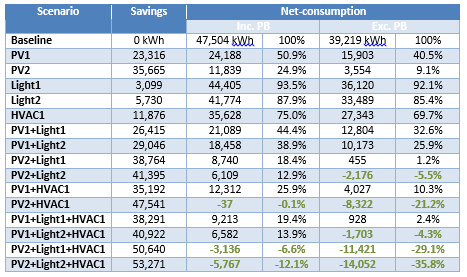 Scenario Savings Net-consumption
Inc. PB Exc. PB
Baseline 0 kWh 47,504 kWh 100% 39,219 kWh 100%
PV1 23,316 24,188 50.9% 15,903 40.5%
PV2 35,665 11,839 24.9% 3,554 9.1%
Light1 3,099 44,405 93.5% 36,120 92.1%
Light2 5,730 41,774 87.9% 33,489 85.4%
HVAC1 11,876 35,628 75.0% 27,343 69.7%
PV1+Light1 26,415 21,089 44.4% 12,804 32.6%
PV1+Light2 29,046 18,458 38.9% 10,173 25.9%
PV2+Light1 38,764 8,740 18.4% 455 1.2%
PV2+Light2 41,395 6,109 12.9% -2,176 -5.5%
PV1+HVAC1 35,192 12,312 25.9% 4,027 10.3%
PV2+HVAC1 47,541 -37 -0.1% -8,322 -21.2%
PV1+Light1+HVAC1 38,291 9,213 19.4% 928 2.4%
PV1+Light2+HVAC1 40,922 6,582 13.9% -1,703 -4.3%
PV2+Light1+HVAC1 50,640 -3,136 -6.6% -11,421 -29.1%
PV2+Light2+HVAC1 53,271 -5,767 -12.1% -14,052 -35.8%